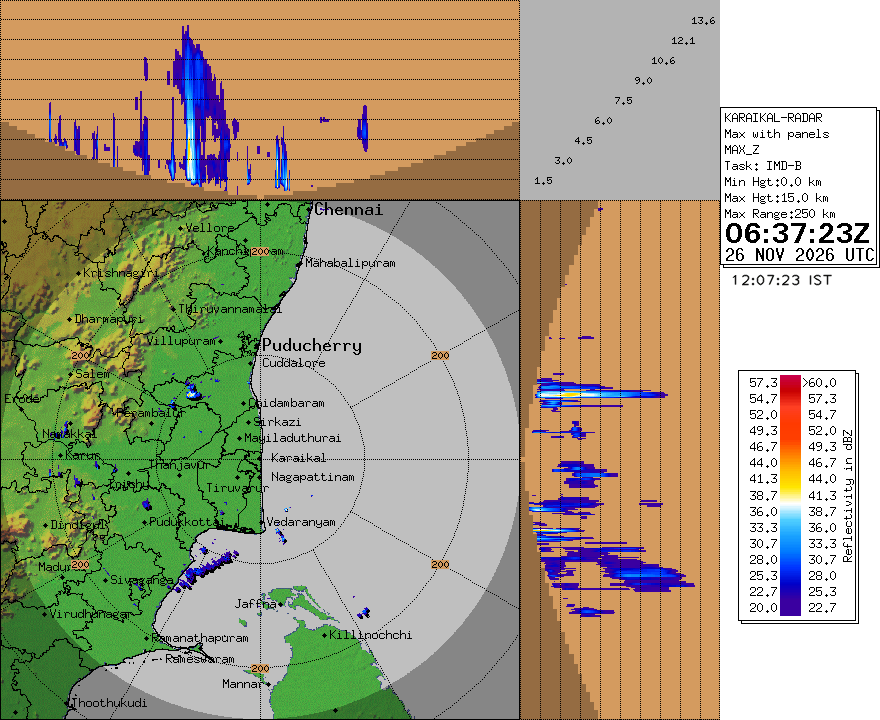 13.6
12.1
10.6
9.0
7.5
6.0
4.5
3.0
1.5
KARAIKAL-RADAR
Max with panels
MAX_Z
Task: IMD-B
Min Hgt:0.0 km
Max Hgt:15.0 km
Max Range:250 km
06:37:23Z
26 NOV 2026 UTC
12:07:23 IST
Chennai
Vellore
200
Mahabalipuram
Krishnagiri
Thiruvannamalai
Dharmapuri
Villupuram
Puducherry
200
200
Cuddalore
Salem
Chidambaram
Perambalur
Sirkazi
Namakkal
Mayiladuthurai
Karur
Karaikal
Thanjavur
Nagapattinam
Tiruvarur
Pudukkottai
Vedaranyam
Dindigul
200
200
Sivaganga
Jaffna
Virudhunagar
Killinochchi
Ramanathapuram
Rameswaram
200
Mannar
Thoothukudi
57.3 >60.0
54.7 57.3
52.0 54.7
49.3 52.0
46.7 49.3
44.0 46.7
41.3 44.0
38.7 41.3
36.0 38.7
33.3 36.0
30.7 33.3
28.0 30.7
25.3 28.0
22.7 25.3
20.0 22.7
Reflectivity in dBZ